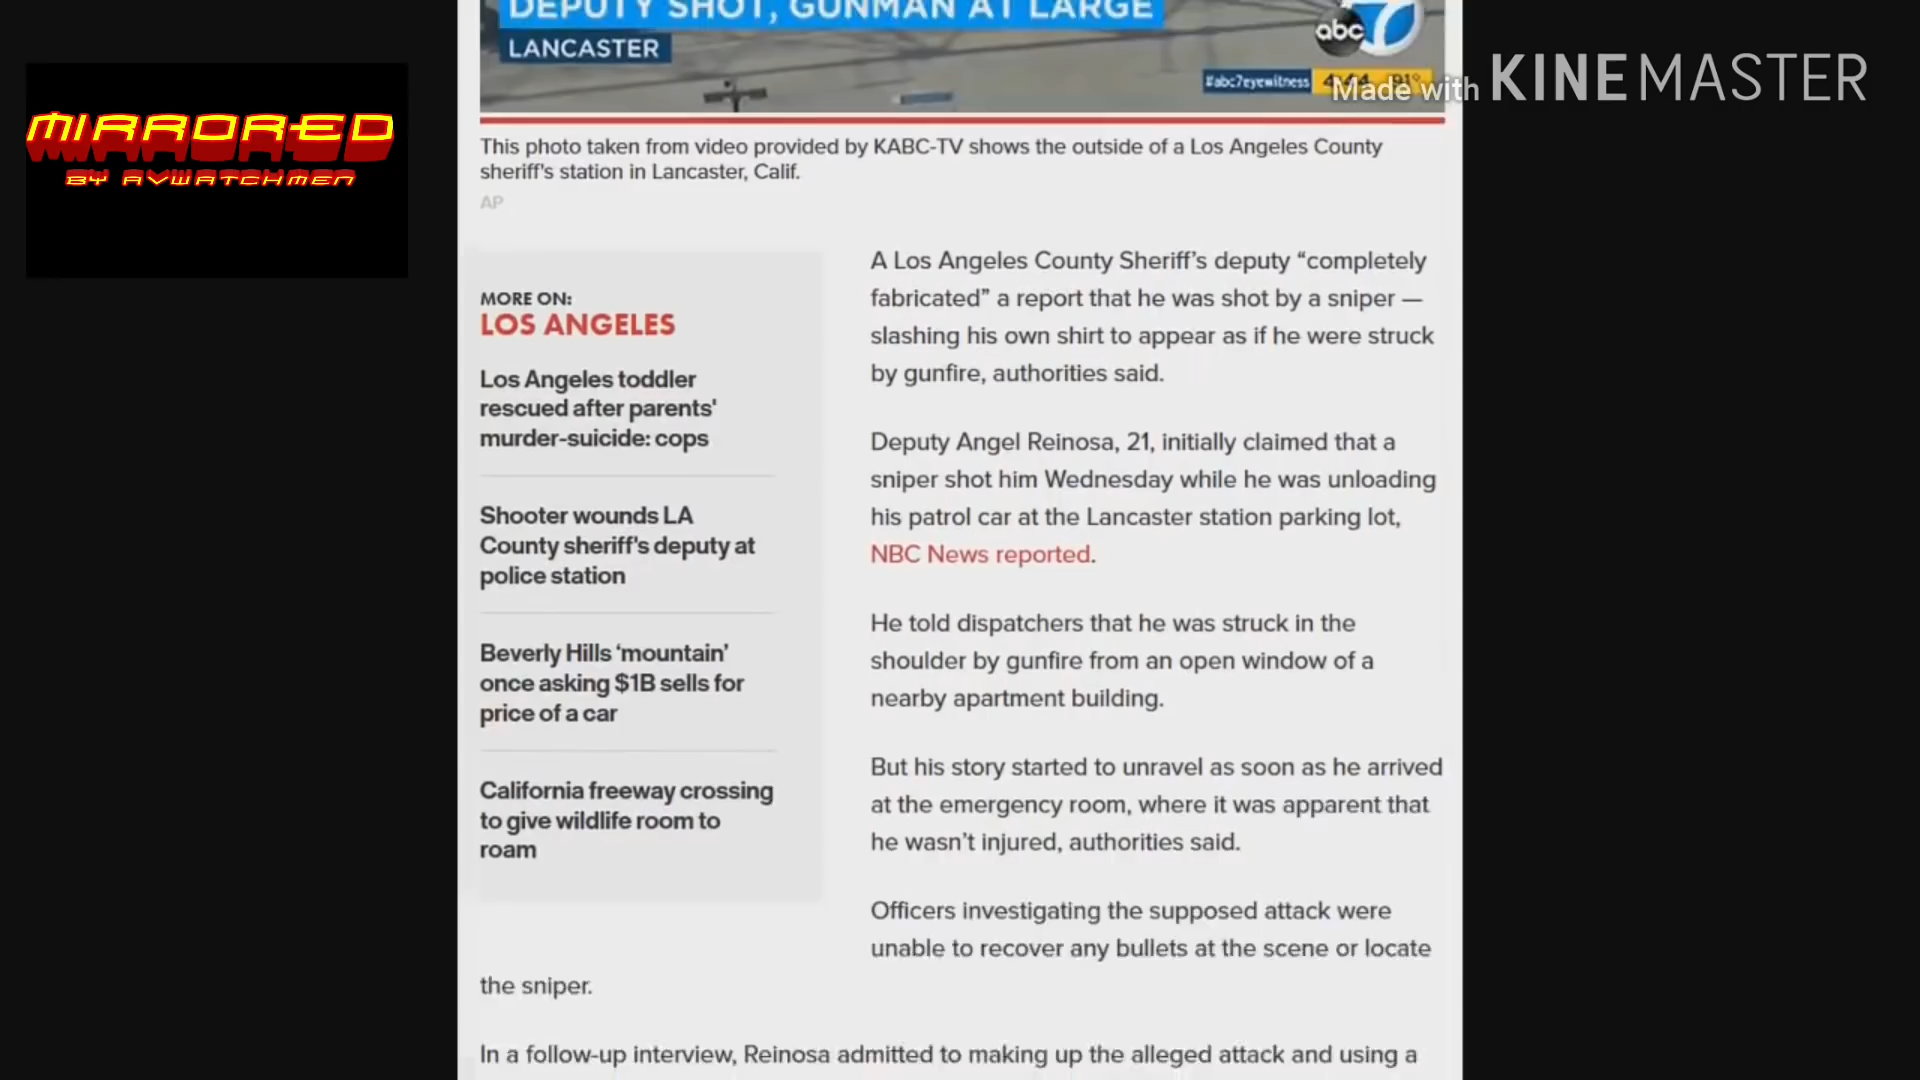 DEPUTY SHOT, GUNMAN AT LARGE
LANCASTER
abc 7
#abc7eyewitness 4:44 91°
Made with KINEMASTER
MIRRORED
BY AVWATCHMEN
This photo taken from video provided by KABC-TV shows the outside of a Los Angeles County
sheriff's station in Lancaster, Calif.
AP
MORE ON:
LOS ANGELES
Los Angeles toddler
rescued after parents'
murder-suicide: cops
Shooter wounds LA
County sheriff's deputy at
police station
Beverly Hills ‘mountain’
once asking $1B sells for
price of a car
California freeway crossing
to give wildlife room to
roam
A Los Angeles County Sheriff’s deputy “completely
fabricated” a report that he was shot by a sniper —
slashing his own shirt to appear as if he were struck
by gunfire, authorities said.
Deputy Angel Reinosa, 21, initially claimed that a
sniper shot him Wednesday while he was unloading
his patrol car at the Lancaster station parking lot,
NBC News reported.
He told dispatchers that he was struck in the
shoulder by gunfire from an open window of a
nearby apartment building.
But his story started to unravel as soon as he arrived
at the emergency room, where it was apparent that
he wasn’t injured, authorities said.
Officers investigating the supposed attack were
unable to recover any bullets at the scene or locate
the sniper.
In a follow-up interview, Reinosa admitted to making up the alleged attack and using a